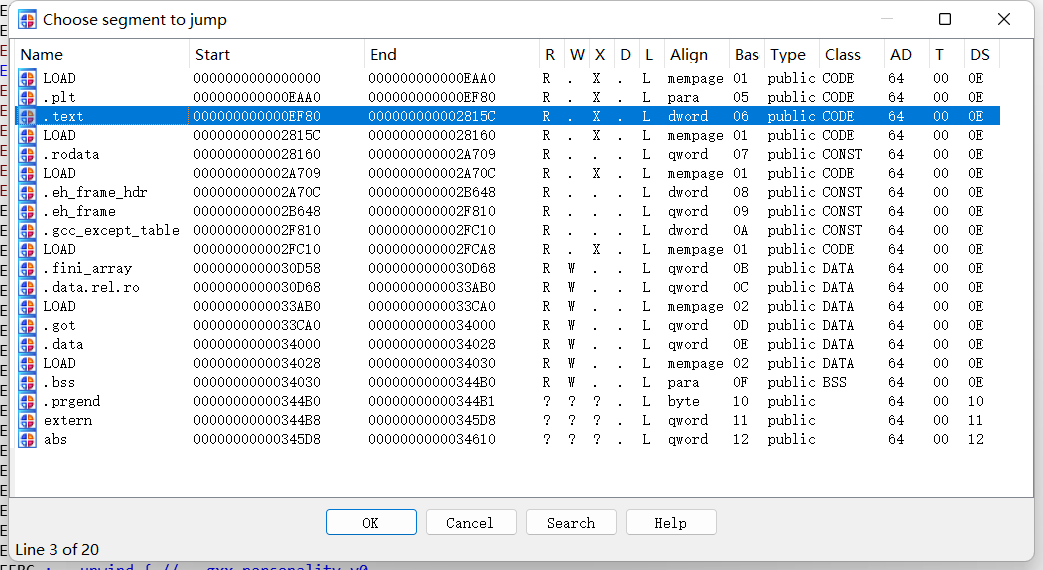 Choose segment to jump
Name Start End R W X D L Align Bas Type Class AD T DS
LOAD 0000000000000000 000000000000EAA0 R . X . L mempage 01 public CODE 64 00 0E
.plt 000000000000EAA0 000000000000EF80 R . X . L para 05 public CODE 64 00 0E
.text 000000000000EF80 000000000002815C R . X . L dword 06 public CODE 64 00 0E
LOAD 000000000002815C 0000000000028160 R . X . L mempage 01 public CODE 64 00 0E
.rodata 0000000000028160 000000000002A709 R . . . L qword 07 public CONST 64 00 0E
LOAD 000000000002A709 000000000002A70C R . X . L mempage 01 public CODE 64 00 0E
.eh_frame_hdr 000000000002A70C 000000000002B648 R . . . L dword 08 public CONST 64 00 0E
.eh_frame 000000000002B648 000000000002F810 R . . . L qword 09 public CONST 64 00 0E
.gcc_except_table 000000000002F810 000000000002FC10 R . . . L dword 0A public CONST 64 00 0E
LOAD 000000000002FC10 000000000002FCA8 R . X . L mempage 01 public CODE 64 00 0E
.fini_array 0000000000030D58 0000000000030D68 R W . . L qword 0B public DATA 64 00 0E
.data.rel.ro 0000000000030D68 0000000000033AB0 R W . . L qword 0C public DATA 64 00 0E
LOAD 0000000000033AB0 0000000000033CA0 R W . . L mempage 02 public DATA 64 00 0E
.got 0000000000033CA0 0000000000034000 R W . . L qword 0D public DATA 64 00 0E
.data 0000000000034000 0000000000034028 R W . . L qword 0E public DATA 64 00 0E
LOAD 0000000000034028 0000000000034030 R W . . L mempage 02 public DATA 64 00 0E
.bss 0000000000034030 00000000000344B0 R W . . L para 0F public BSS 64 00 0E
.prgend 00000000000344B0 00000000000344B1 ? ? ? . L byte 10 public 64 00 10
extern 00000000000344B8 00000000000345D8 ? ? ? . L qword 11 public 64 00 11
abs 00000000000345D8 0000000000034610 ? ? ? . L qword 12 public 64 00 12
OK Cancel Search Help
Line 3 of 20